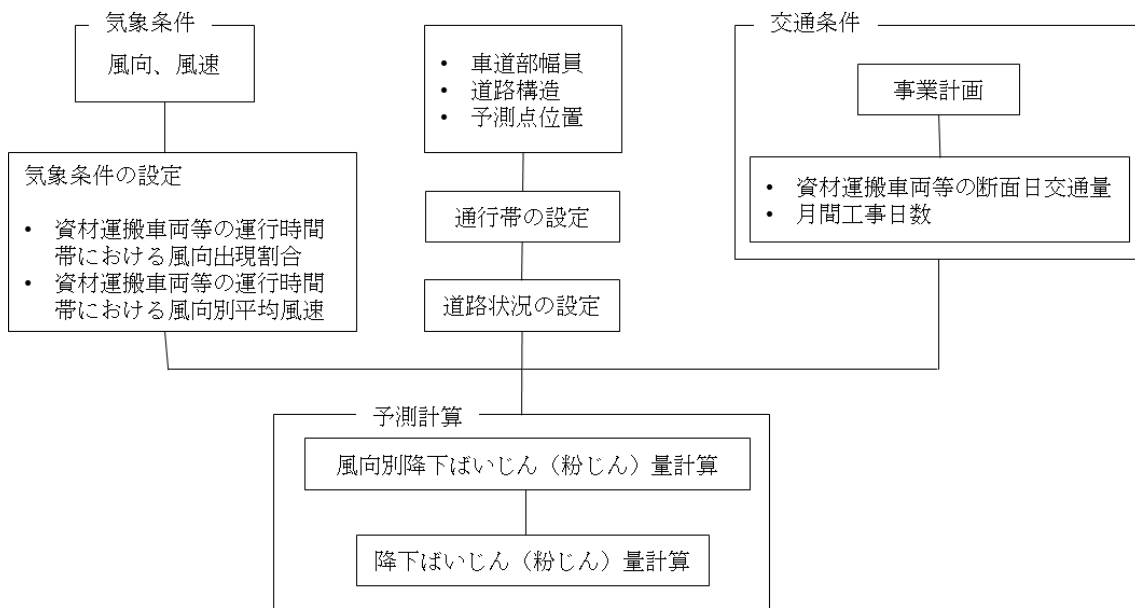 気象条件
風向、風速
気象条件の設定
• 資材運搬車両等の運行時間
帯における風向出現割合
• 資材運搬車両等の運行時間
帯における風向別平均風速
• 車道部幅員
• 道路構造
• 予測点位置
通行帯の設定
道路状況の設定
交通条件
事業計画
• 資材運搬車両等の断面日交通量
• 月間工事日数
予測計算
風向別降下ばいじん（粉じん）量計算
降下ばいじん（粉じん）量計算